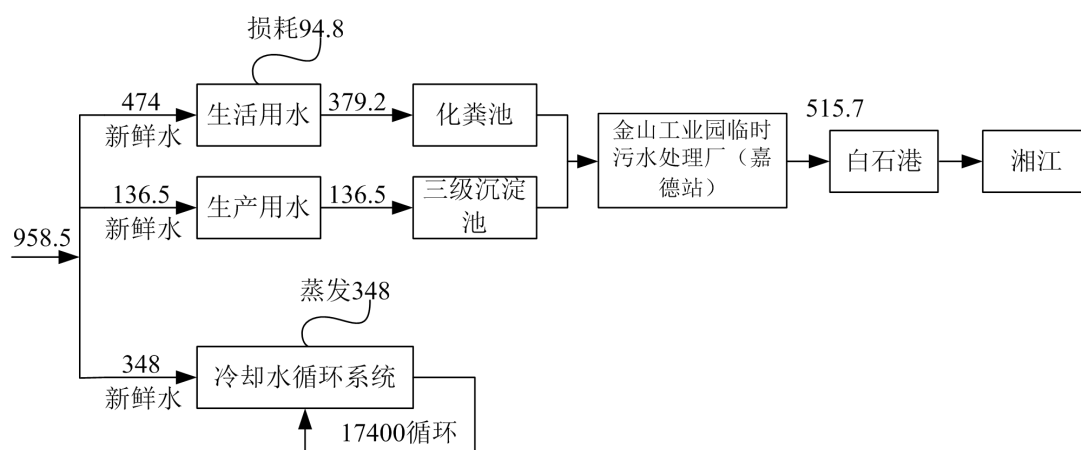 损耗94.8
474
新鲜水
生活用水
379.2
化粪池
金山工业园临时
污水处理厂（嘉
德站）
515.7
白石港
湘江
136.5
新鲜水
生产用水
136.5
三级沉淀
池
958.5
蒸发348
348
新鲜水
冷却水循环系统
17400循环